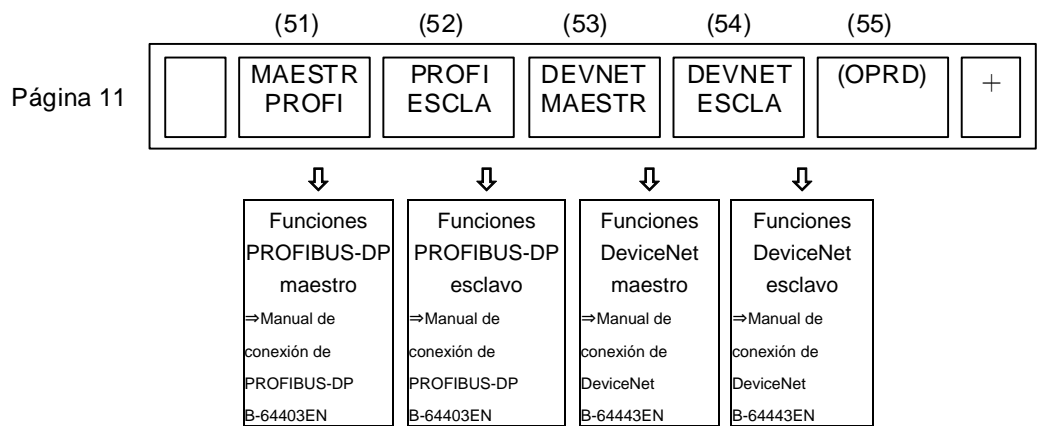 (51) (52) (53) (54) (55)
Página 11
MAESTR
PROFI
PROFI
ESCLA
DEVNET
MAESTR
DEVNET
ESCLA
(OPRD)
+
⇩ ⇩ ⇩ ⇩
Funciones
PROFIBUS-DP
maestro
⇒Manual de
conexión de
PROFIBUS-DP
B-64403EN
Funciones
PROFIBUS-DP
esclavo
⇒Manual de
conexión de
PROFIBUS-DP
B-64403EN
Funciones
DeviceNet
maestro
⇒Manual de
conexión de
DeviceNet
B-64443EN
Funciones
DeviceNet
esclavo
⇒Manual de
conexión de
DeviceNet
B-64443EN